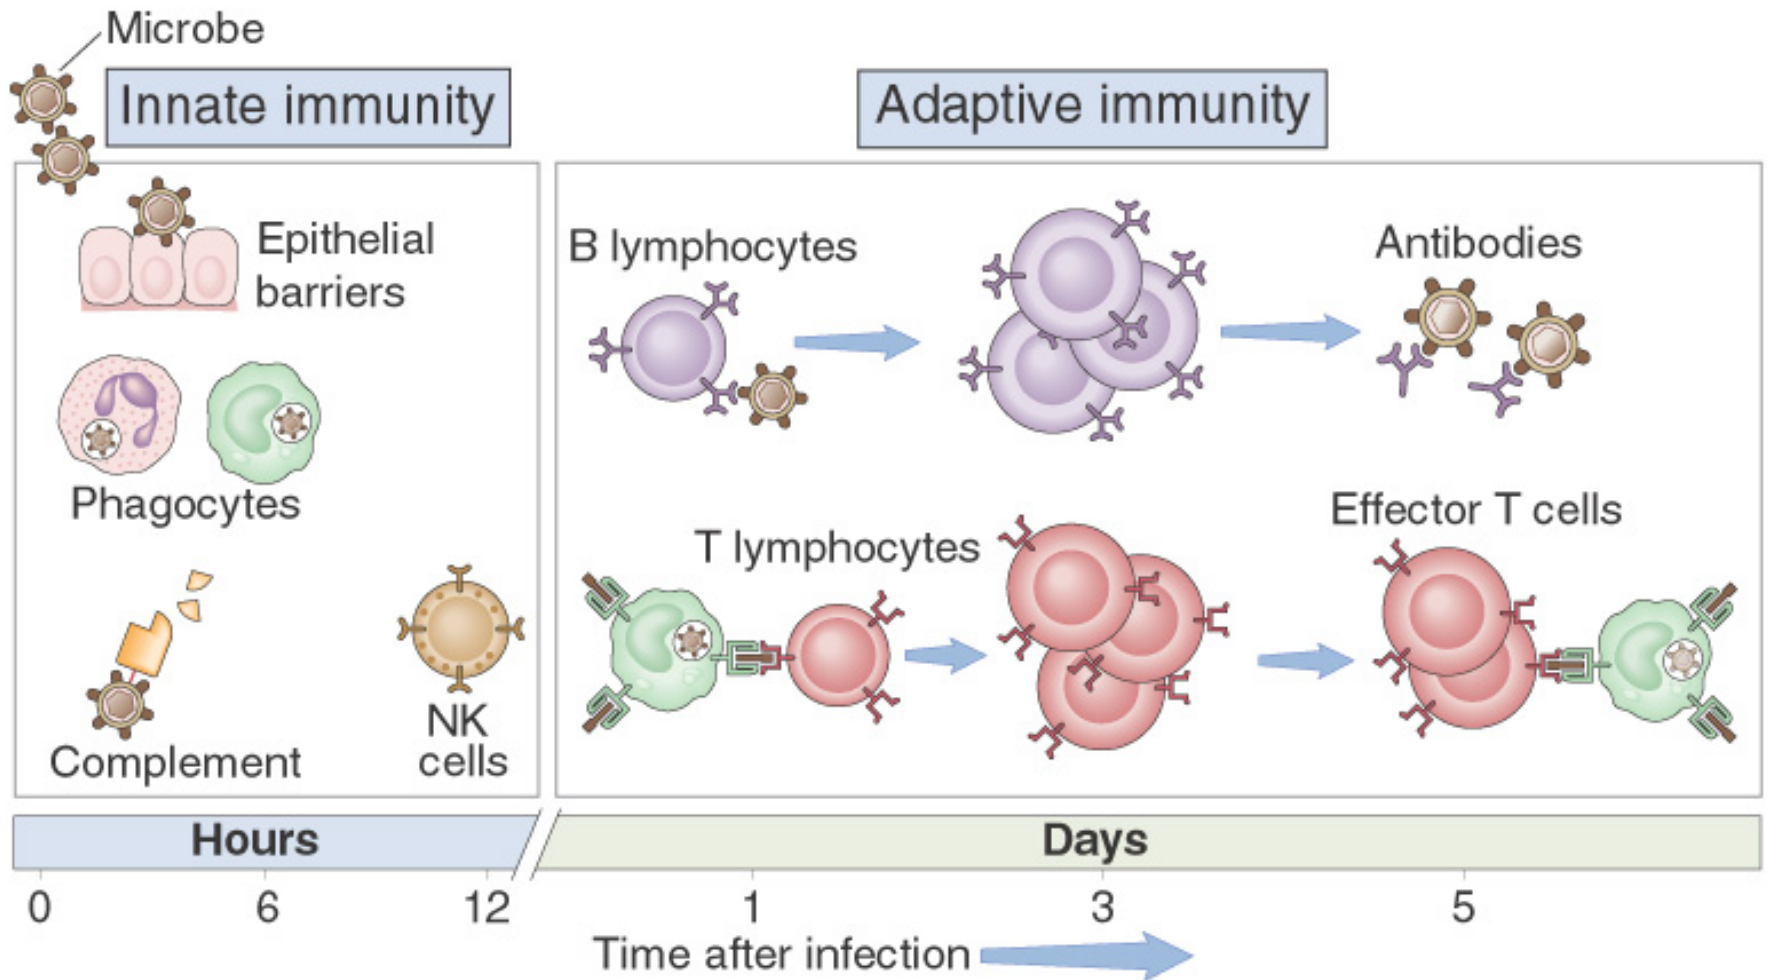 Microbe
Innate immunity
Adaptive immunity
Epithelial
barriers
Phagocytes
Complement
NK
cells
B lymphocytes
Antibodies
T lymphocytes
Effector T cells
Hours
Days
0
6
12
1
3
5
Time after infection